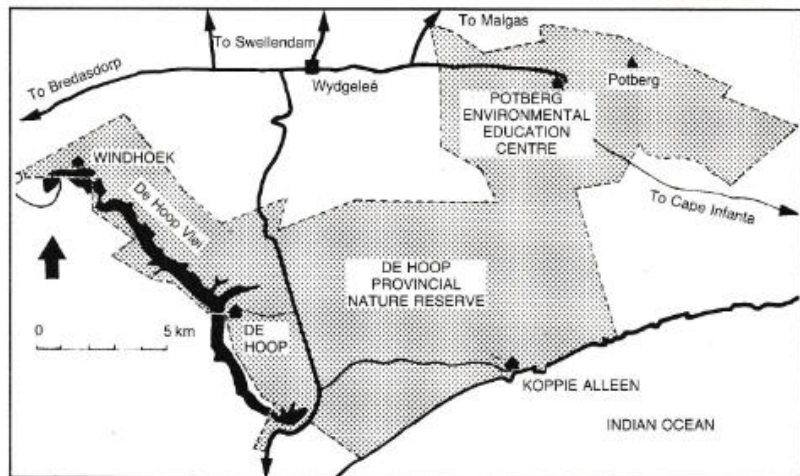 To Malgas
To Swellendam
To Bredasdorp
Wydgeleë
Potberg
POTBERG
ENVIRONMENTAL
EDUCATION
CENTRE
WINDHOEK
De Hoop Vlei
To Cape Infanta
DE HOOP
PROVINCIAL
NATURE RESERVE
0 5 km
DE
HOOP
KOPPIE ALLEEN
INDIAN OCEAN